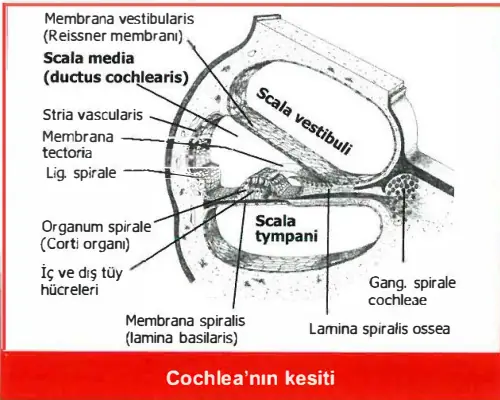 Membrana vestibularis
(Reissner membranı)
Scala media
(ductus cochlearis)
Stria vascularis
Membrana
tectoria
Lig. spirale
Organum spirale
(Corti organı)
İç ve dış tüy
hücreleri
Scala vestibuli
Scala
tympani
Membrana spiralis
(lamina basilaris)
Lamina spiralis ossea
Gang. spirale
cochleae
Cochlea'nın kesiti